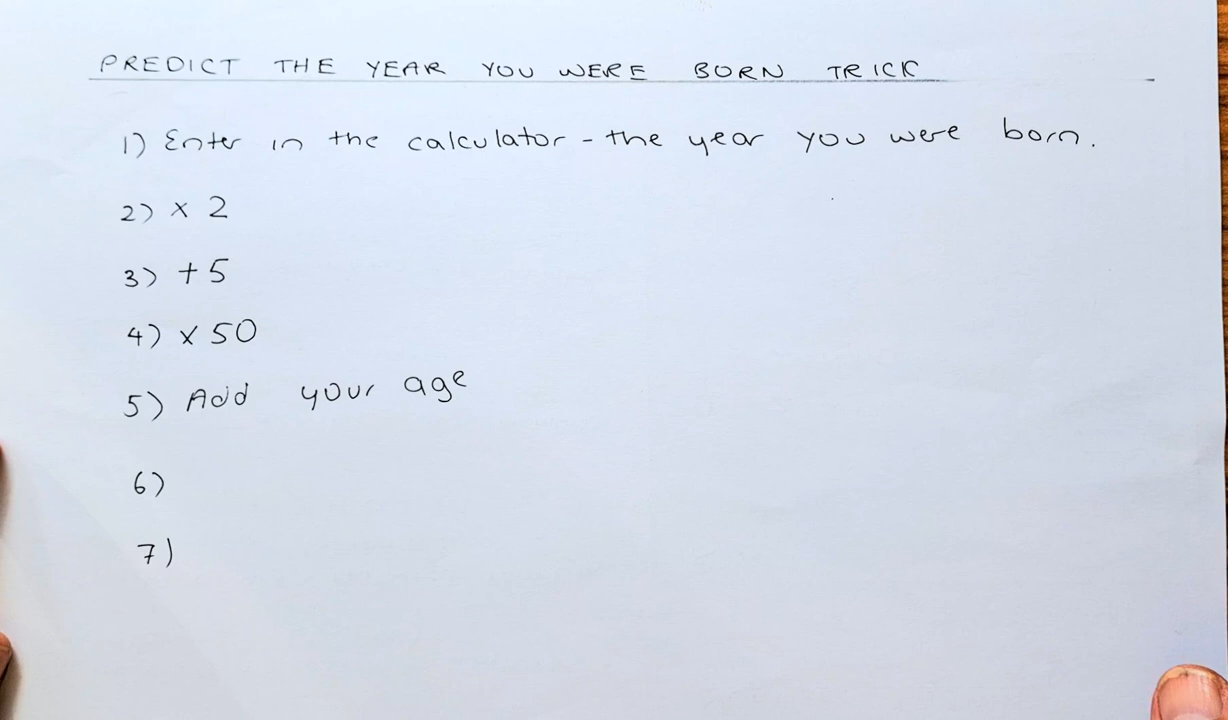 PREDICT THE YEAR YOU WERE BORN TRICK
1) Enter in the calculator - the year you were born.
2) x 2
3) + 5
4) x 50
5) Add your age
6)
7)